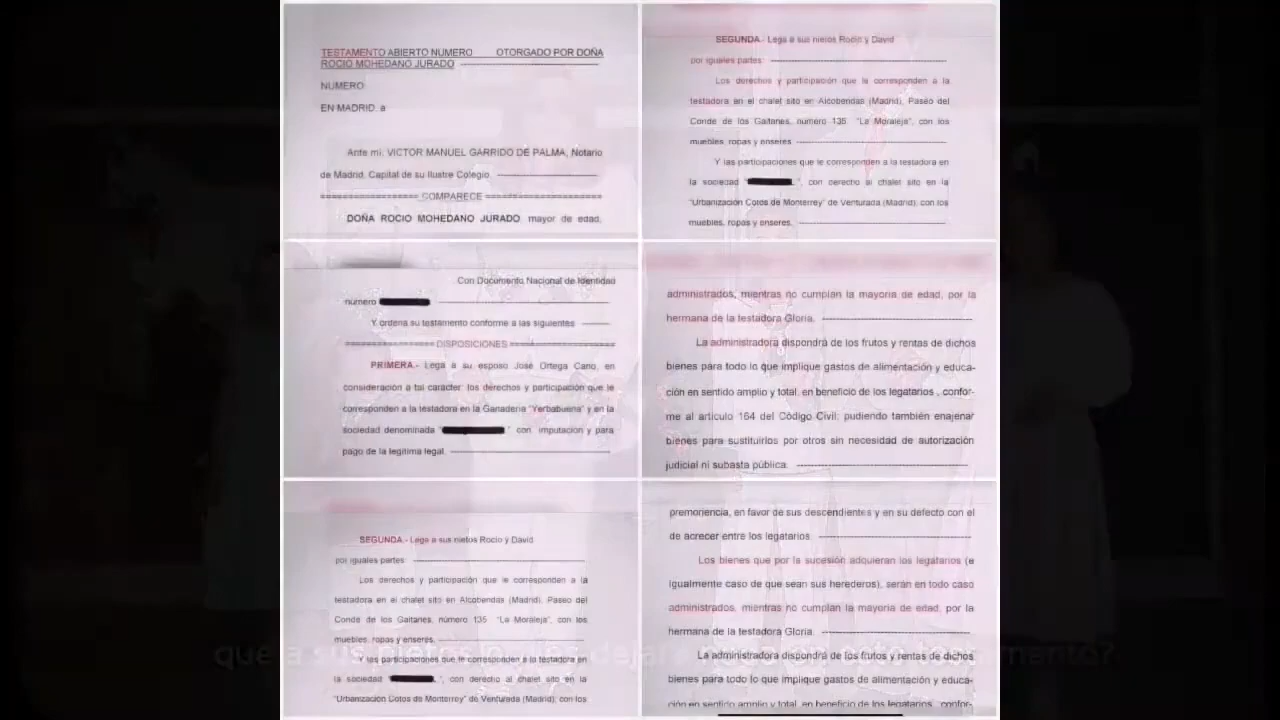 TESTAMENTO ABIERTO NUMERO OTORGADO POR DOÑA
ROCIO MOHEDANO JURADO
NUMERO
EN MADRID a
Ante mi, VICTOR MANUEL GARRIDO DE PALMA, Notario
de Madrid, Capital de su Ilustre Colegio.
COMPARECE
DOÑA ROCIO MOHEDANO JURADO mayor de edad,
SEGUNDA.- Lega a sus nietos Rocio y David
por iguales partes:
Los derechos y participación que le corresponden a la
testadora en el chalet sito en Alcobendas (Madrid), Paseo del
Conde de los Gaitanes, número 135 "La Moraleja", con los
muebles, ropas y enseres
Y las participaciones que le corresponden a la testadora en
la sociedad " ", con derecho al chalet sito en la
"Urbanización Cotos de Monterrey" de Venturada (Madrid), con los
muebles, ropas y enseres.
Con Documento Nacional de Identidad
número
Y ordena su testamento conforme a las siguientes
DISPOSICIONES
PRIMERA.- Lega a su esposo José Ortega Cano, en
consideración a tal carácter: los derechos y participación que le
corresponden a la testadora en la Ganadería "Yerbabuena" y en la
sociedad denominada " " con imputación y para
pago de la legítima legal.
administrados, mientras no cumplan la mayoría de edad, por la
hermana de la testadora Gloria.
La administradora dispondrá de los frutos y rentas de dichos
bienes para todo lo que implique gastos de alimentación y educa-
ción en sentido amplio y total, en beneficio de los legatarios , confor-
me al artículo 164 del Código Civil; pudiendo también enajenar
bienes para sustituirlos por otros sin necesidad de autorización
judicial ni subasta pública.
SEGUNDA.- Lega a sus nietos Rocio y David
por iguales partes:
Los derechos y participación que le corresponden a la
testadora en el chalet sito en Alcobendas (Madrid), Paseo del
Conde de los Gaitanes, número 135 "La Moraleja", con los
muebles, ropas y enseres.
Y las participaciones que le corresponden a la testadora en
la sociedad " ", con derecho al chalet sito en la
"Urbanización Cotos de Monterrey" de Venturada (Madrid), con los
premoriencia, en favor de sus descendientes y en su defecto con el
de acrecer entre los legatarios.
Los bienes que por la sucesión adquieran los legatarios (e
igualmente caso de que sean sus herederos), serán en todo caso
administrados, mientras no cumplan la mayoría de edad, por la
hermana de la testadora Gloria.
La administradora dispondrá de los frutos y rentas de dichos
bienes para todo lo que implique gastos de alimentación y educa-
ción en sentido amplio y total, en beneficio de los legatarios , confor-
que a sus nietos